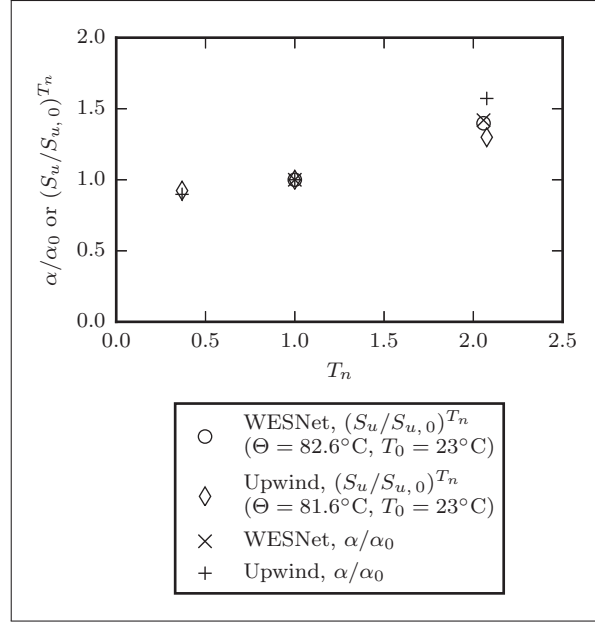 2.0
1.5
1.0
0.5
0.0
α/α₀ or (Sᵤ/Sᵤ,₀)^Tₙ
0.0 0.5 1.0 1.5 2.0 2.5
Tₙ
WESNet, (Sᵤ/Sᵤ,₀)^Tₙ
(Θ = 82.6°C, T₀ = 23°C)
Upwind, (Sᵤ/Sᵤ,₀)^Tₙ
(Θ = 81.6°C, T₀ = 23°C)
WESNet, α/α₀
Upwind, α/α₀